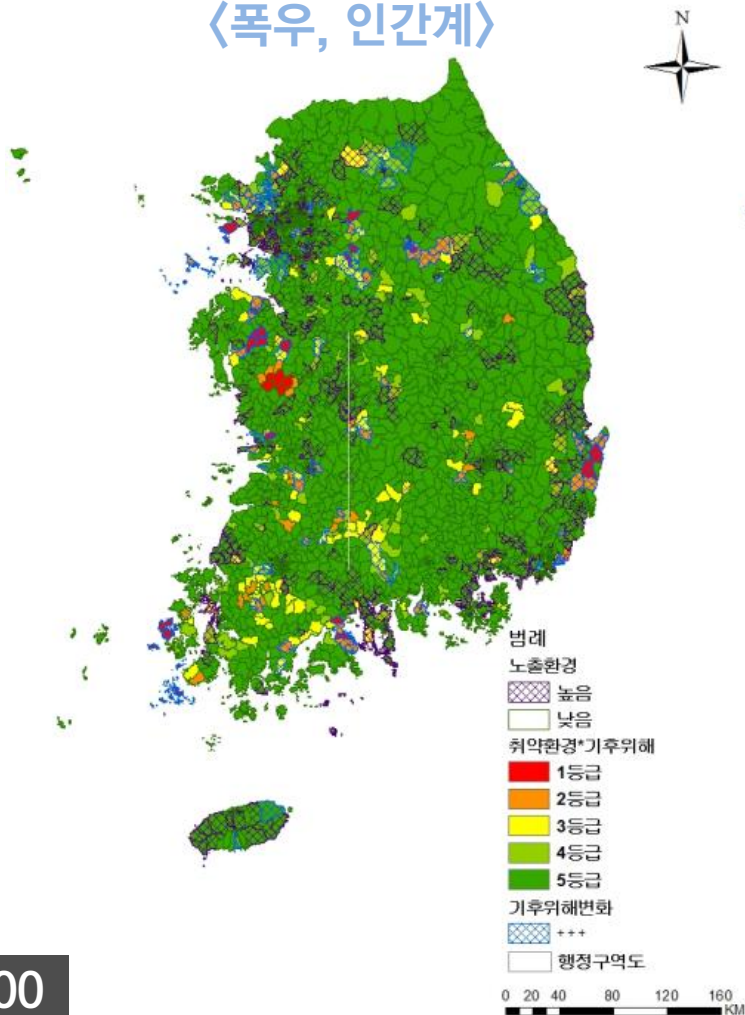 〈폭우, 인간계〉
N
범례
노출환경
높음
낮음
취약환경*기후위해
1등급
2등급
3등급
4등급
5등급
기후위해변화
+++
행정구역도
0 20 40 80 120 160
KM
00